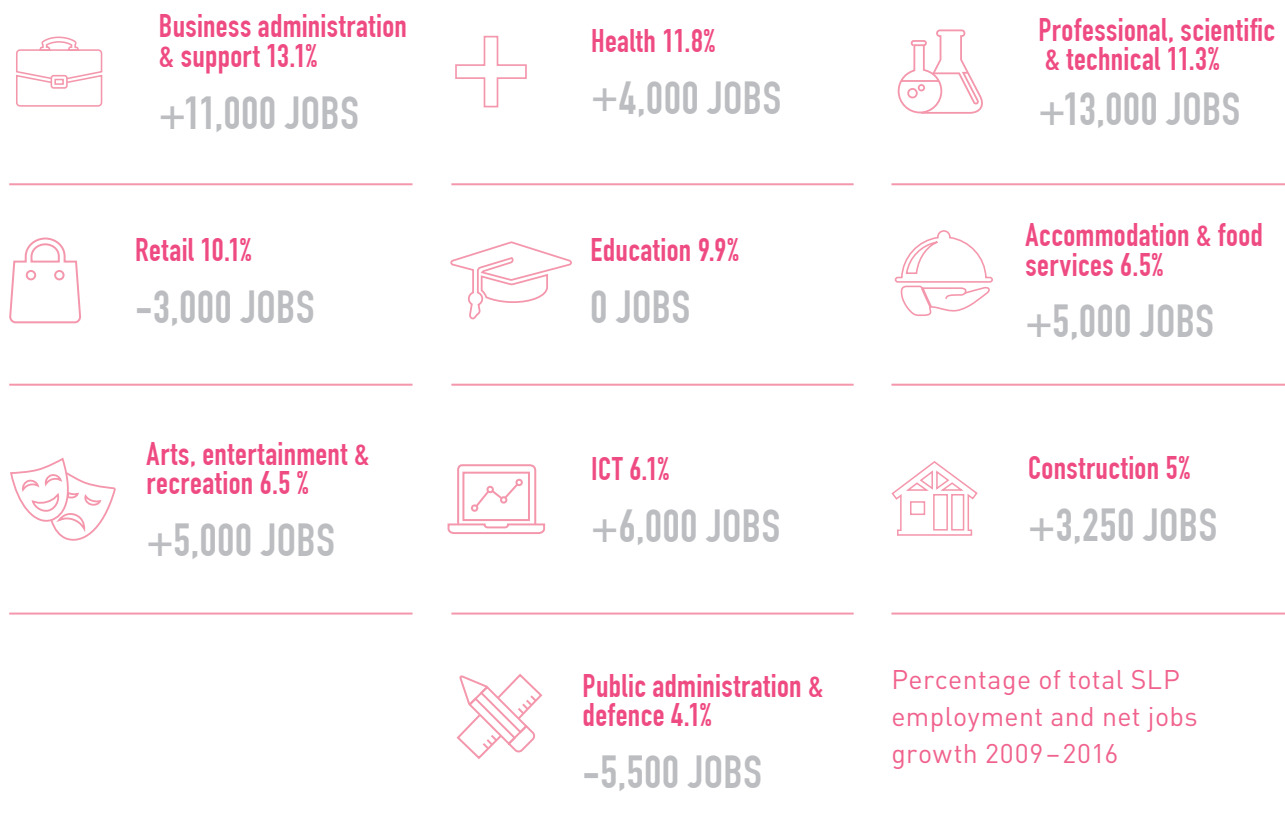 Business administration
& support 13.1%
+11,000 JOBS
Health 11.8%
+4,000 JOBS
Professional, scientific
& technical 11.3%
+13,000 JOBS
Retail 10.1%
-3,000 JOBS
Education 9.9%
0 JOBS
Accommodation & food
services 6.5%
+5,000 JOBS
Arts, entertainment &
recreation 6.5 %
+5,000 JOBS
ICT 6.1%
+6,000 JOBS
Construction 5%
+3,250 JOBS
Public administration &
defence 4.1%
-5,500 JOBS
Percentage of total SLP
employment and net jobs
growth 2009–2016